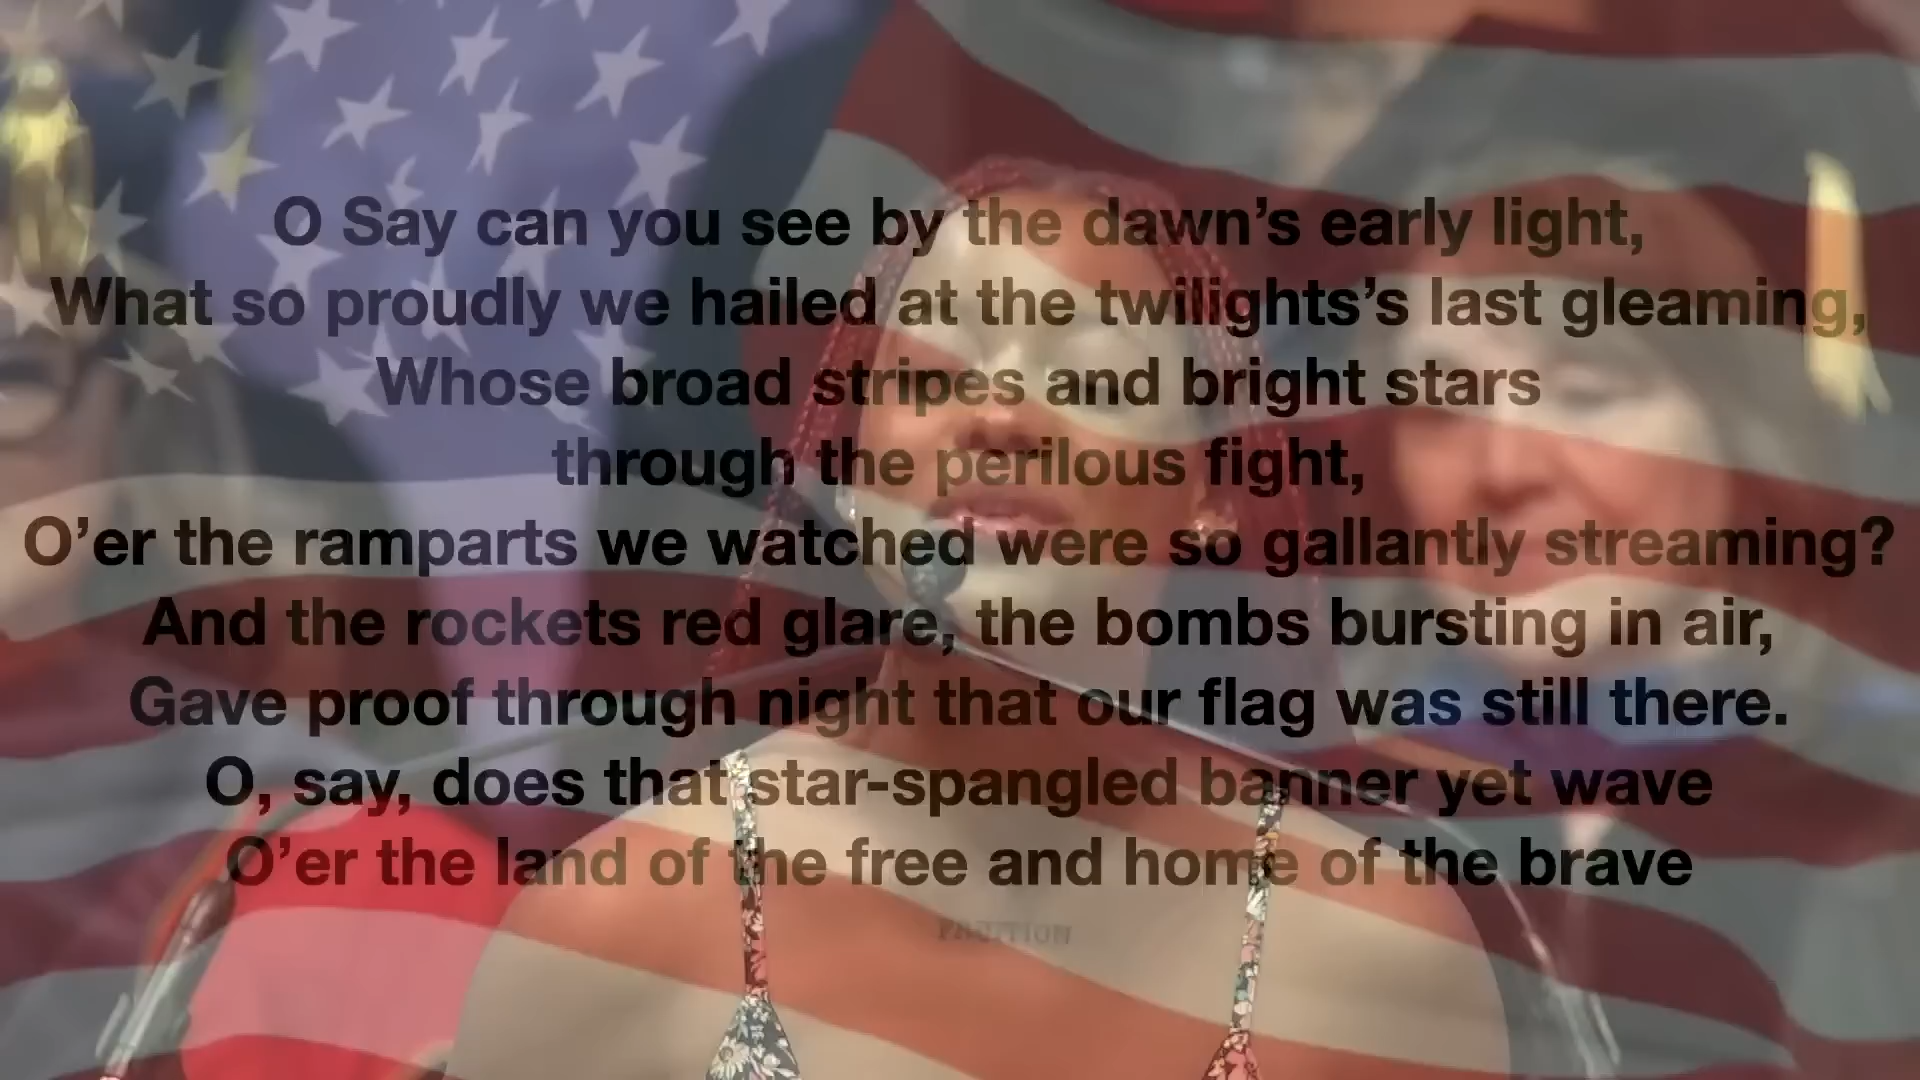 O Say can you see by the dawn’s early light,
What so proudly we hailed at the twilights’s last gleaming,
Whose broad stripes and bright stars
through the perilous fight,
O’er the ramparts we watched were so gallantly streaming?
And the rockets red glare, the bombs bursting in air,
Gave proof through night that our flag was still there.
O, say, does that star-spangled banner yet wave
O’er the land of the free and home of the brave